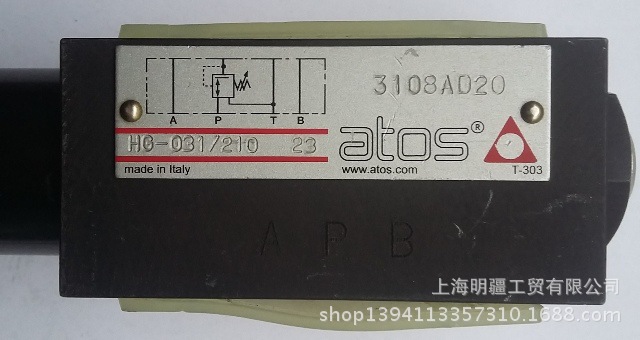 3108AD20
A P T B
HG-031/210 23
atos®
made in Italy
www.atos.com
T-303
A P B
上海明疆工贸有限公司
shop1394113357310.1688.com